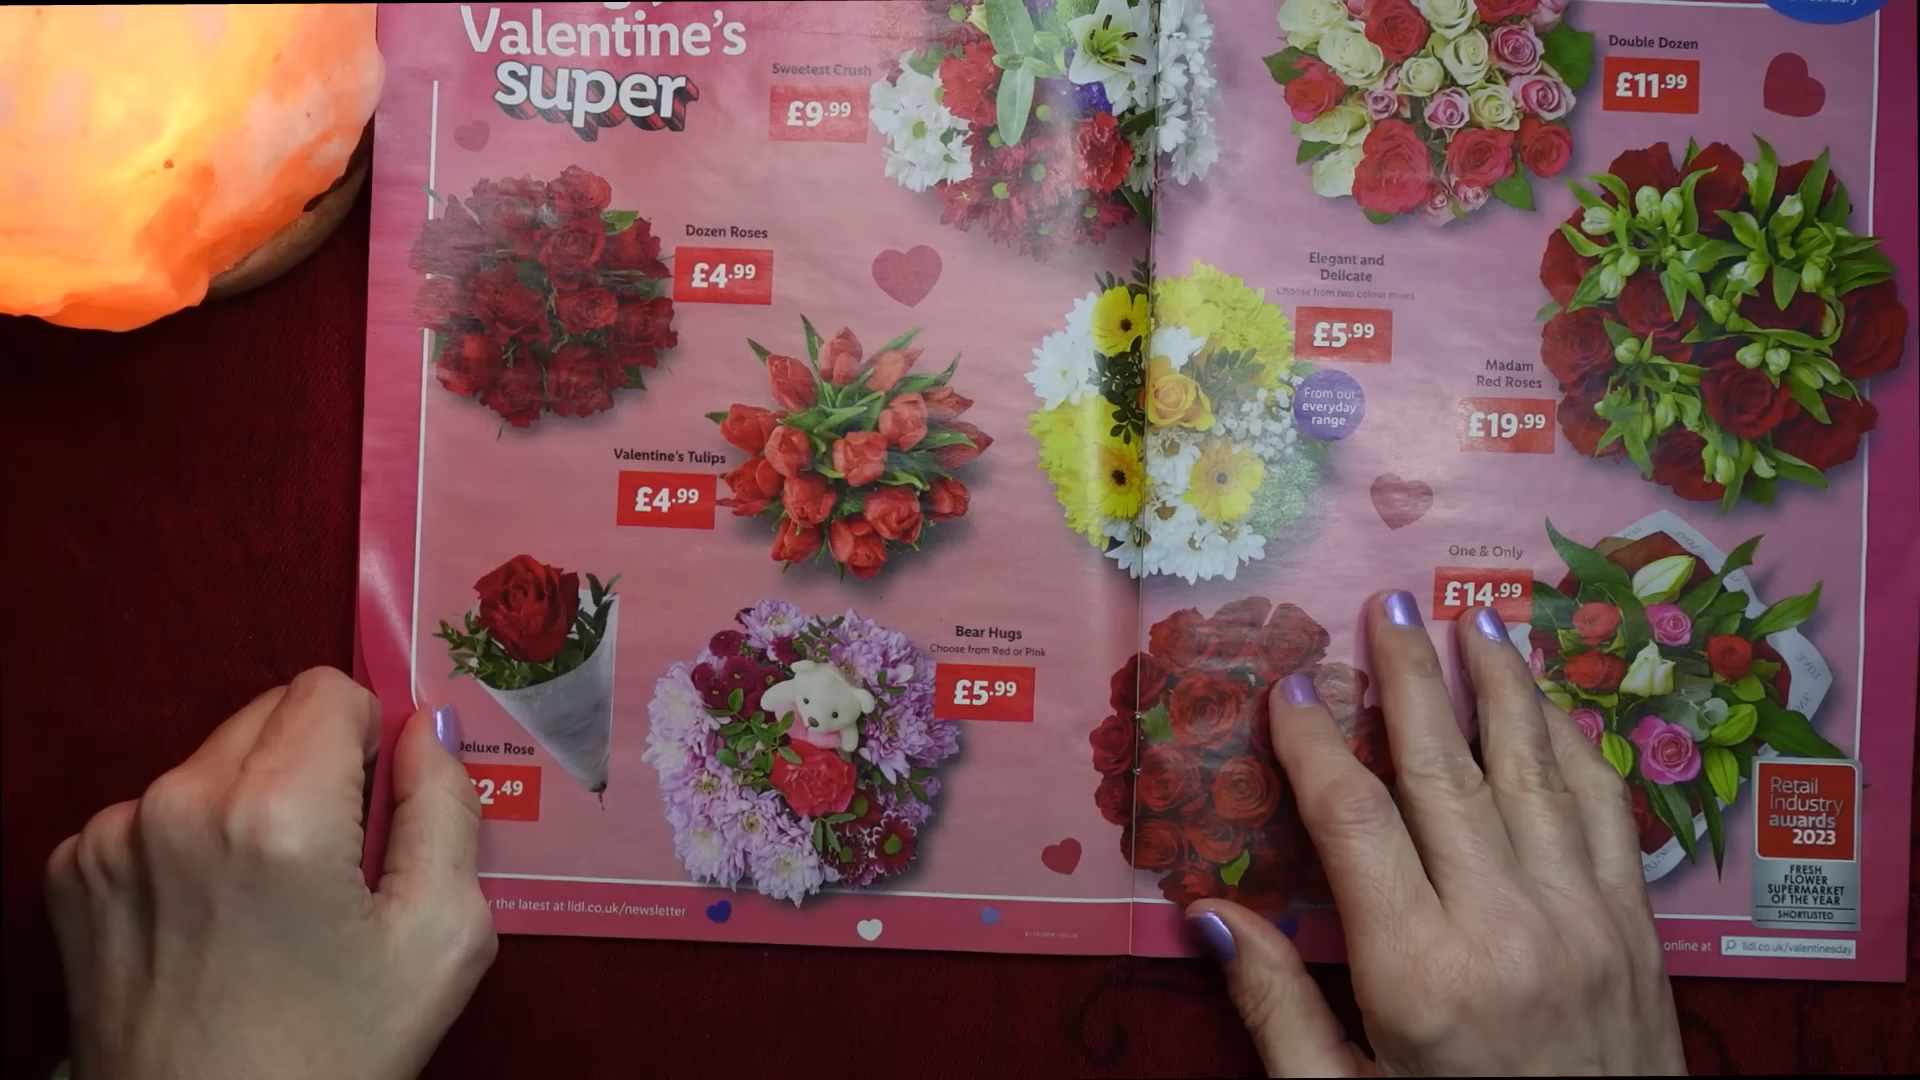 Valentine's
super
Sweetest Crush
£9.99
Double Dozen
£11.99
Dozen Roses
£4.99
Elegant and
Delicate
Choose from two colour mixes
£5.99
From our
everyday
range
Madam
Red Roses
£19.99
Valentine's Tulips
£4.99
One & Only
£14.99
Bear Hugs
Choose from Red or Pink
£5.99
Deluxe Rose
£2.49
Retail
Industry
awards
2023
FRESH
FLOWER
SUPERMARKET
OF THE YEAR
SHORTLISTED
the latest at lidl.co.uk/newsletter
online at lidl.co.uk/valentinesday